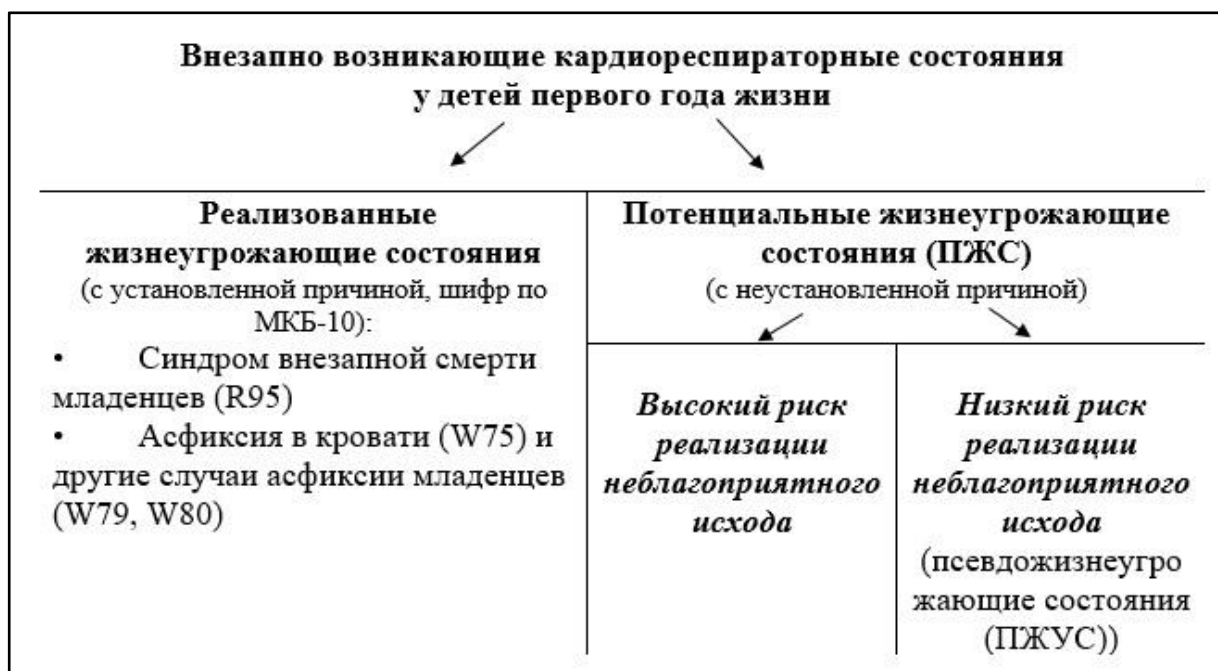 Внезапно возникающие кардиореспираторные состояния
у детей первого года жизни
Реализованные
жизнеугрожающие состояния
(с установленной причиной, шифр по
МКБ-10):
• Синдром внезапной смерти
младенцев (R95)
• Асфиксия в кровати (W75) и
другие случаи асфиксии младенцев
(W79, W80)
Потенциальные жизнеугрожающие
состояния (ПЖС)
(с неустановленной причиной)
Высокий риск
реализации
неблагоприятного
исхода
Низкий риск
реализации
неблагоприятного
исхода
(псевдожизнеугро
жающие состояния
(ПЖУС))